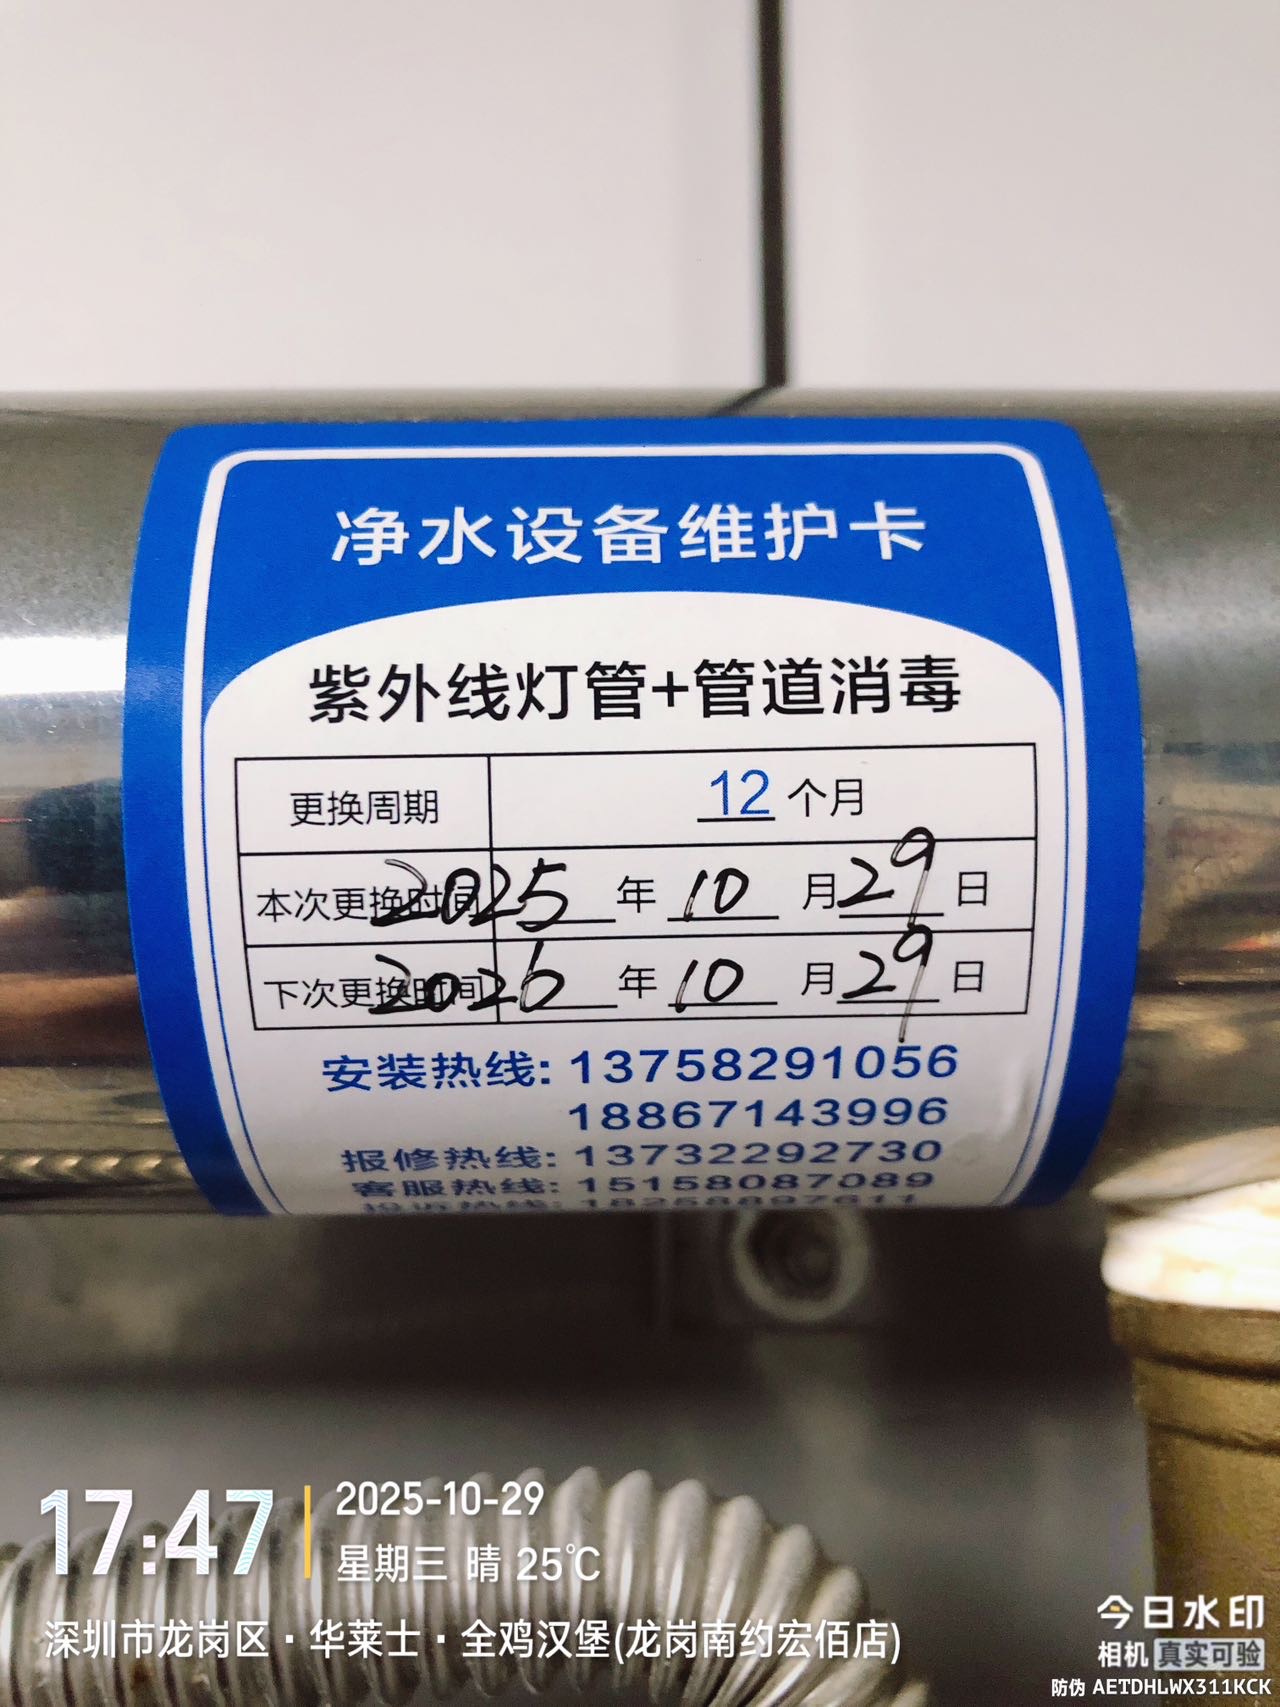 净水设备维护卡
紫外线灯管+管道消毒
更换周期 12 个月
本次更换时间 2025 年 10 月 29 日
下次更换时间 2026 年 10 月 29 日
安装热线: 13758291056
18867143996
报修热线: 13732292730
客服热线: 15158087089
投诉热线: 18258897611
17:47
2025-10-29
星期三 晴 25℃
深圳市龙岗区·华莱士·全鸡汉堡(龙岗南约宏佰店)
今日水印
相机 真实可验
防伪 AETDHLWX311KCK